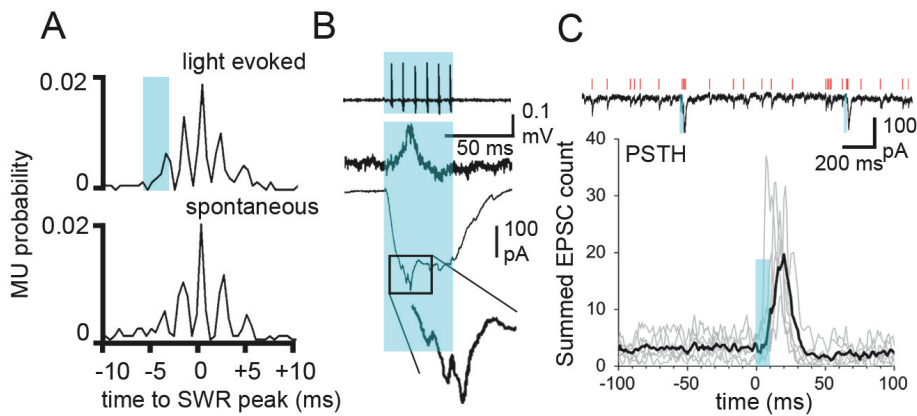 A
light evoked
0.02
0
spontaneous
0.02
0
MU probability
-10 -5 0 +5 +10
time to SWR peak (ms)
B
0.1
mV
50 ms
100
pA
C
100
pA
200 ms
PSTH
40
30
20
10
0
Summed EPSC count
-100 -50 0 50 100
time (ms)